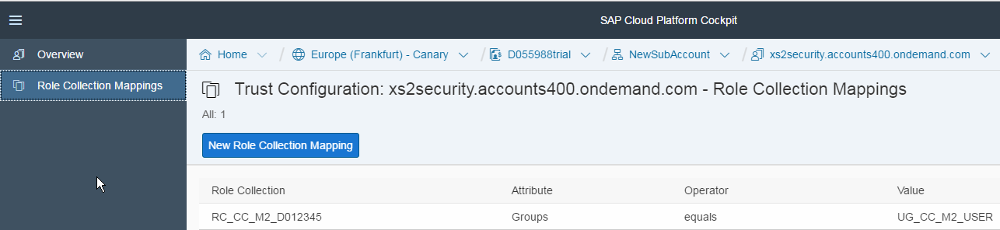 SAP Cloud Platform Cockpit
Overview
Role Collection Mappings
Home / Europe (Frankfurt) - Canary / D055988trial / NewSubAccount / xs2security.accounts400.ondemand.com
Trust Configuration: xs2security.accounts400.ondemand.com - Role Collection Mappings
All: 1
New Role Collection Mapping
Role Collection Attribute Operator Value
RC_CC_M2_D012345 Groups equals UG_CC_M2_USER